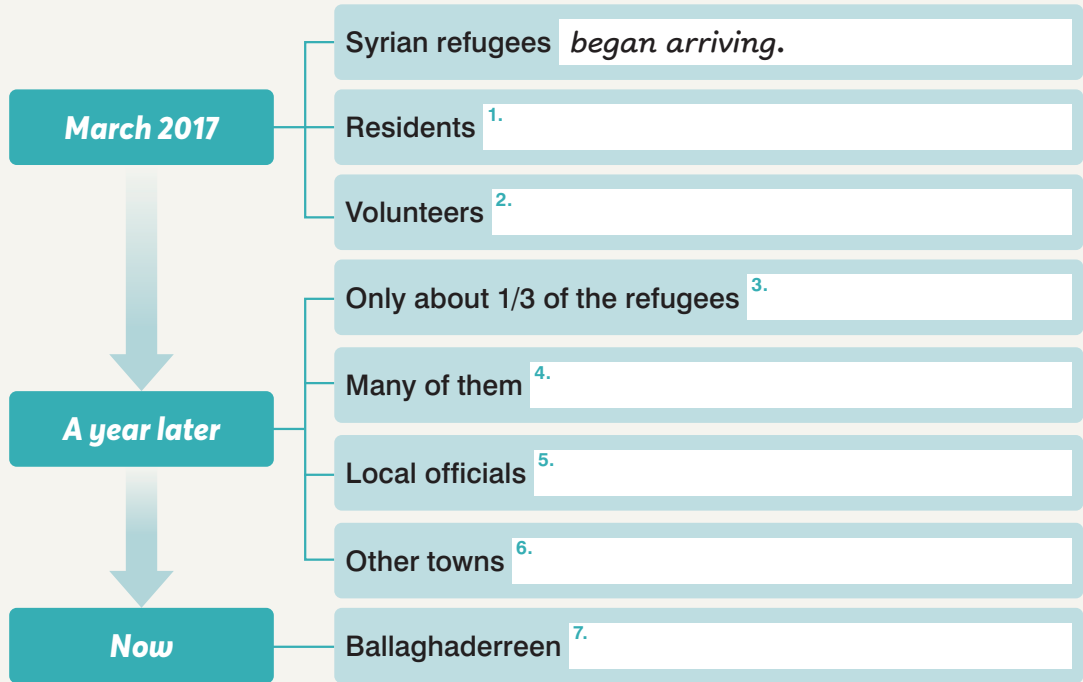 Syrian refugees began arriving.
March 2017
Residents 1.
Volunteers 2.
Only about 1/3 of the refugees 3.
Many of them 4.
A year later
Local officials 5.
Other towns 6.
Now
Ballaghaderreen 7.